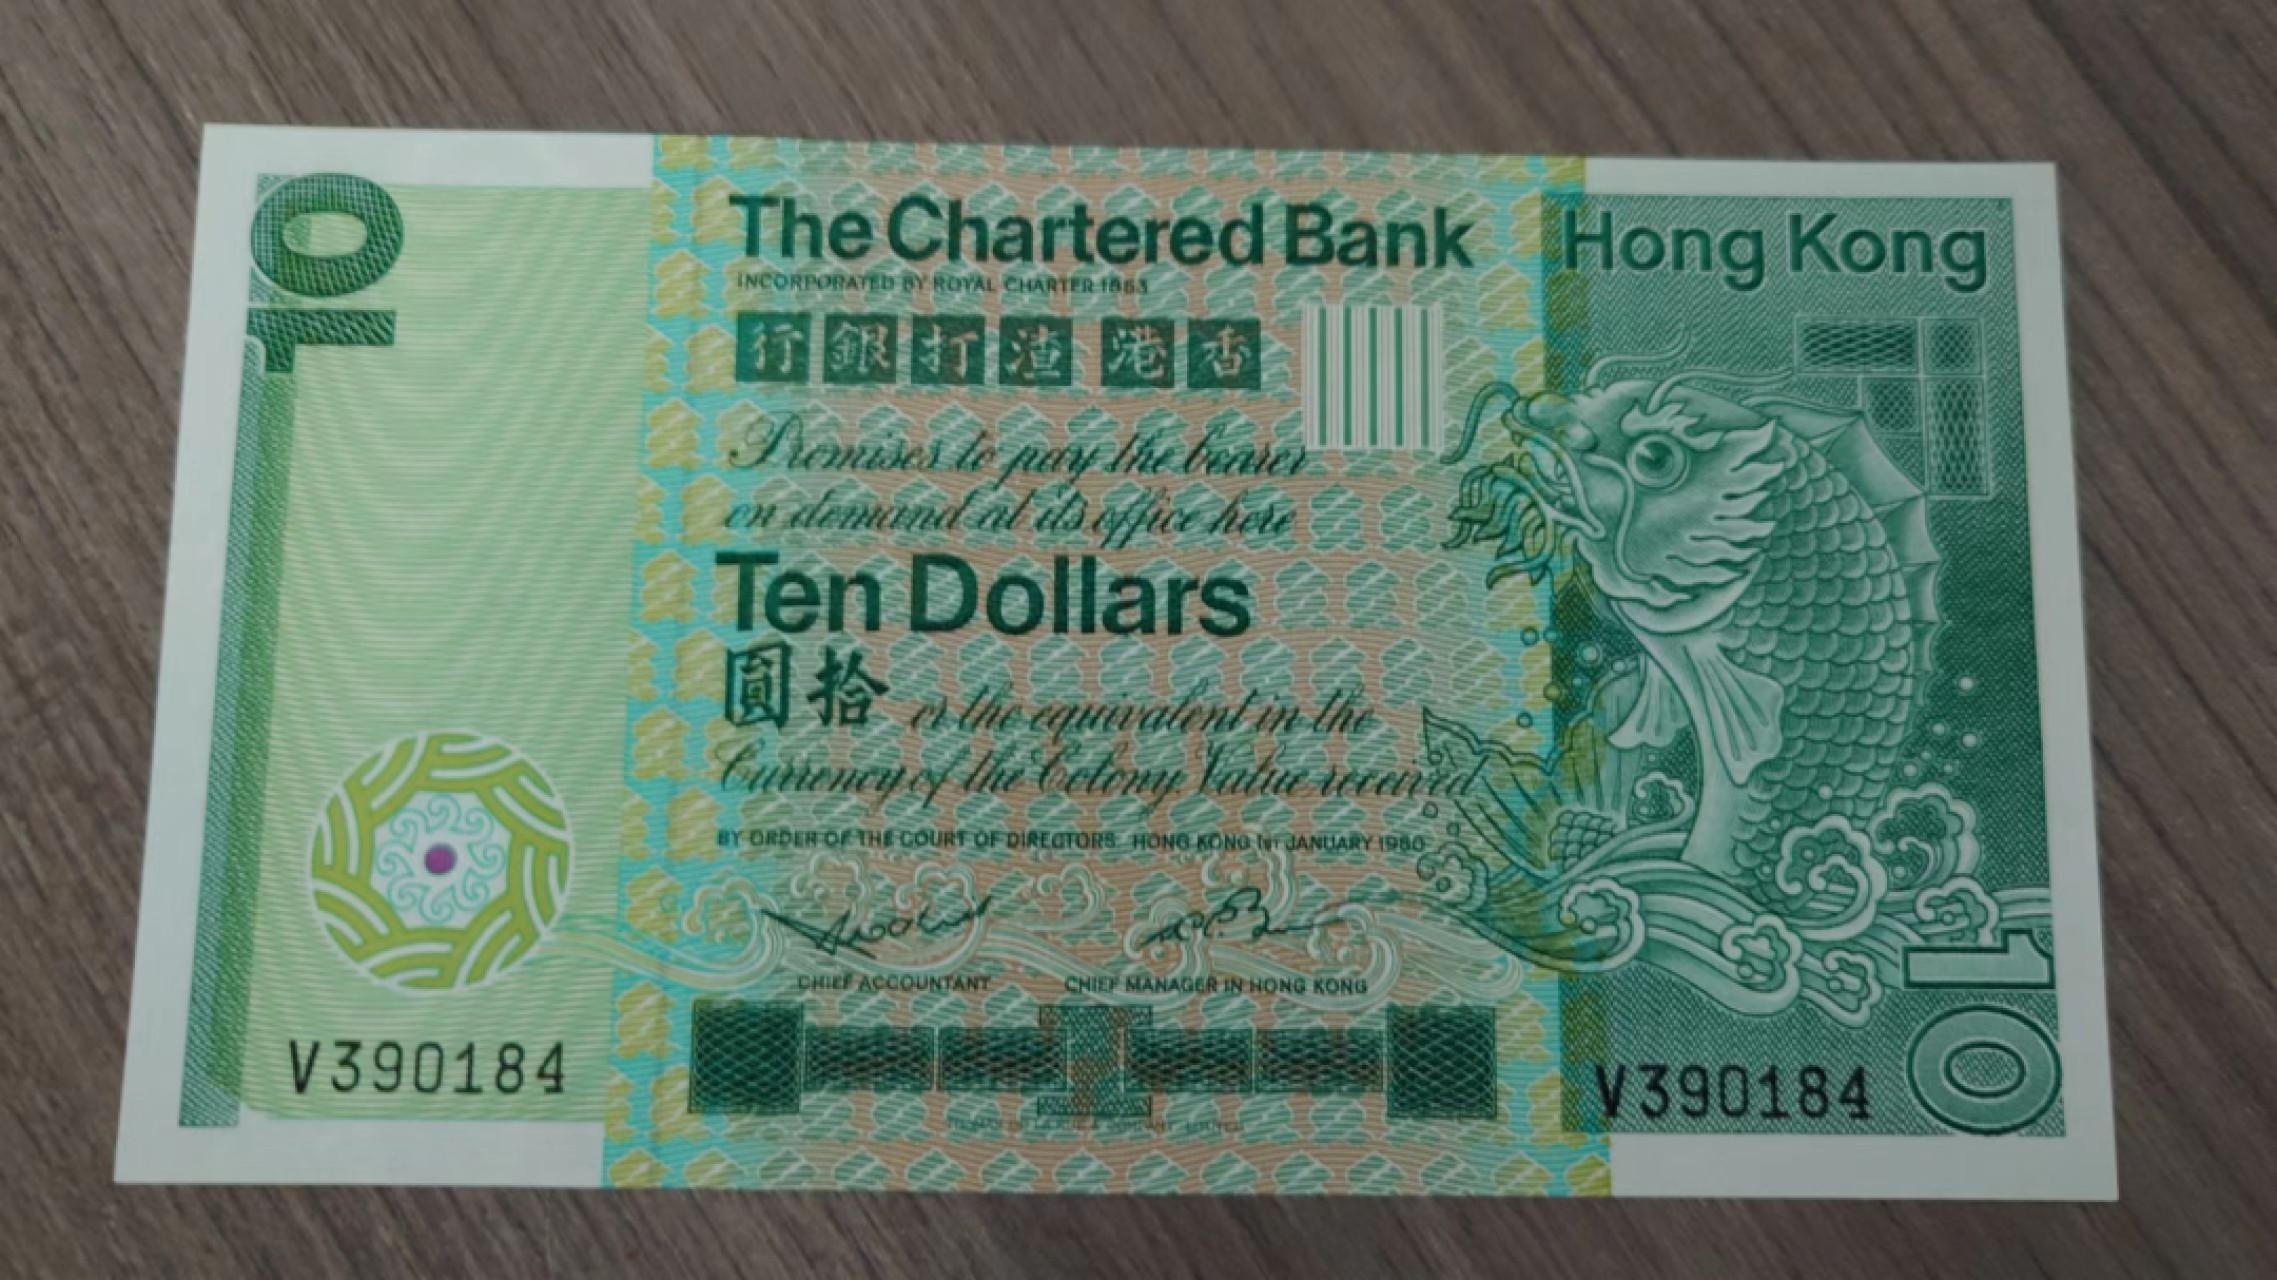 10
The Chartered Bank
Hong Kong
INCORPORATED BY ROYAL CHARTER 1853
行銀打渣 港香
Promises to pay the bearer
on demand at its office here
Ten Dollars
圓拾 or the equivalent in the
Currency of the Colony. Value received
BY ORDER OF THE COURT OF DIRECTORS HONG KONG 1ST JANUARY 1980
CHIEF ACCOUNTANT
CHIEF MANAGER IN HONG KONG
10
V390184
V390184